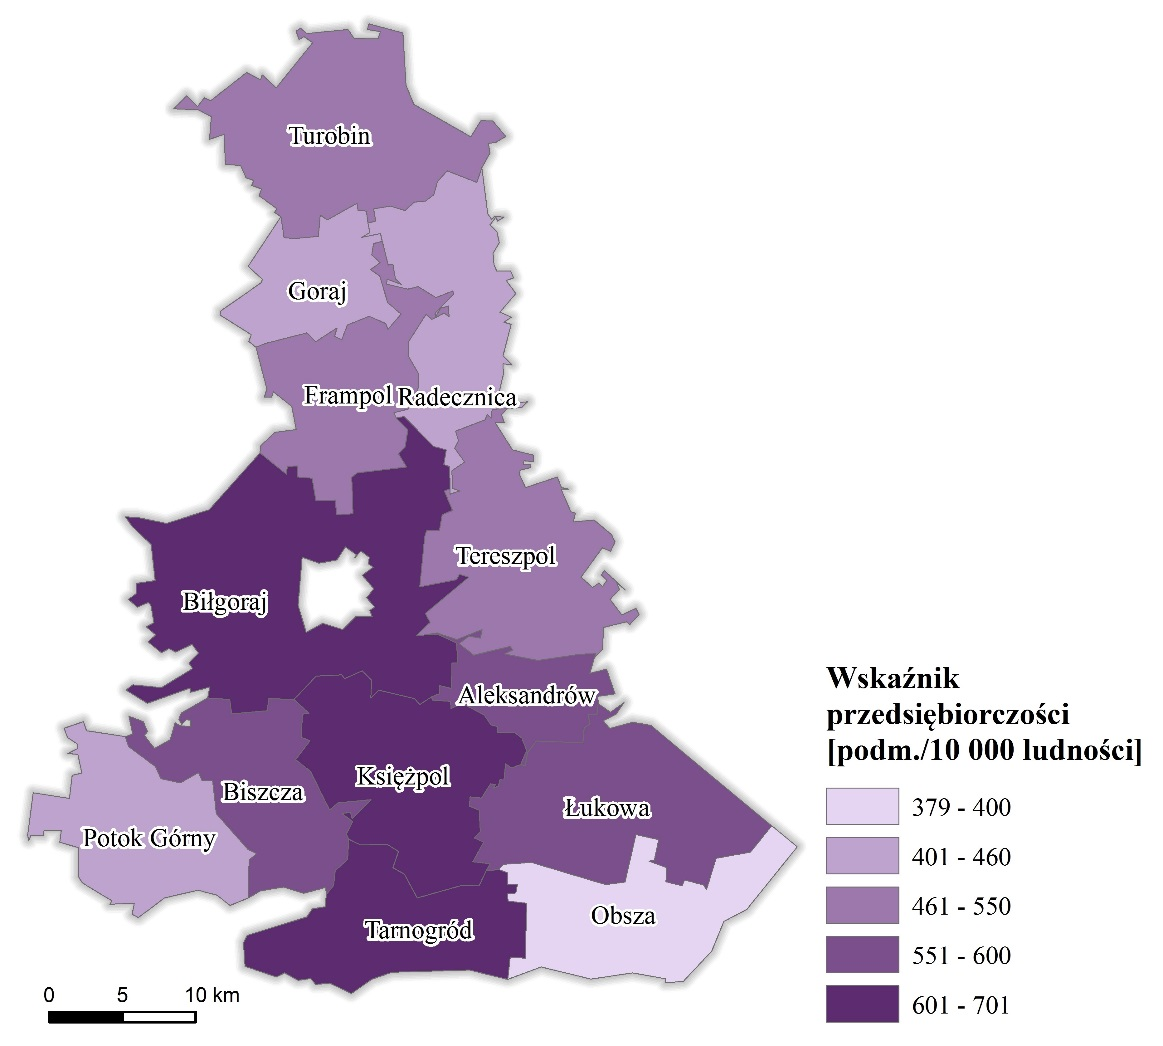 Turobin
Goraj
Frampol
Radecznica
Tereszpol
Biłgoraj
Aleksandrów
Księżpol
Biszcza
Łukowa
Potok Górny
Obsza
Tarnogród
Wskaźnik
przedsiębiorczości
[podm./10 000 ludności]
379 - 400
401 - 460
461 - 550
551 - 600
601 - 701
0 5 10 km